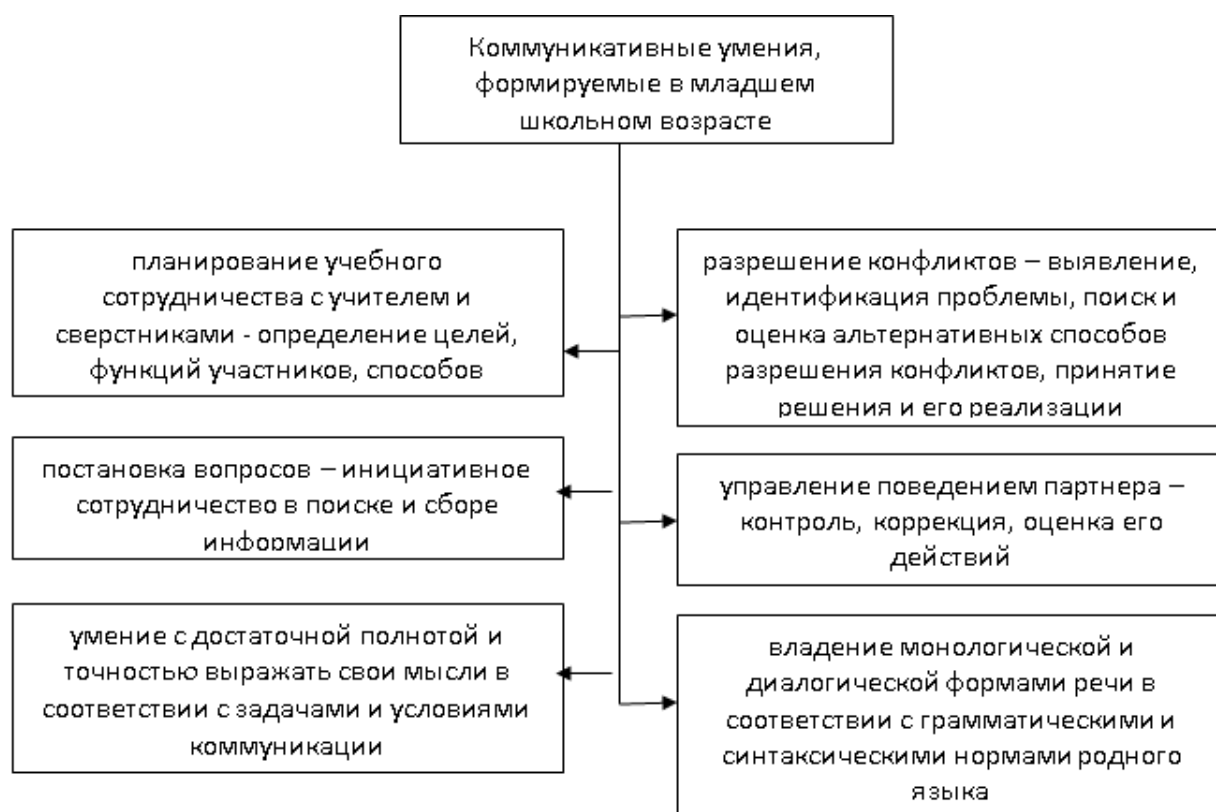 Коммуникативные умения,
формируемые в младшем
школьном возрасте
планирование учебного
сотрудничества с учителем и
сверстниками - определение целей,
функций участников, способов
постановка вопросов – инициативное
сотрудничество в поиске и сборе
информации
умение с достаточной полнотой и
точностью выражать свои мысли в
соответствии с задачами и условиями
коммуникации
разрешение конфликтов – выявление,
идентификация проблемы, поиск и
оценка альтернативных способов
разрешения конфликтов, принятие
решения и его реализации
управление поведением партнера –
контроль, коррекция, оценка его
действий
владение монологической и
диалогической формами речи в
соответствии с грамматическими и
синтаксическими нормами родного
языка